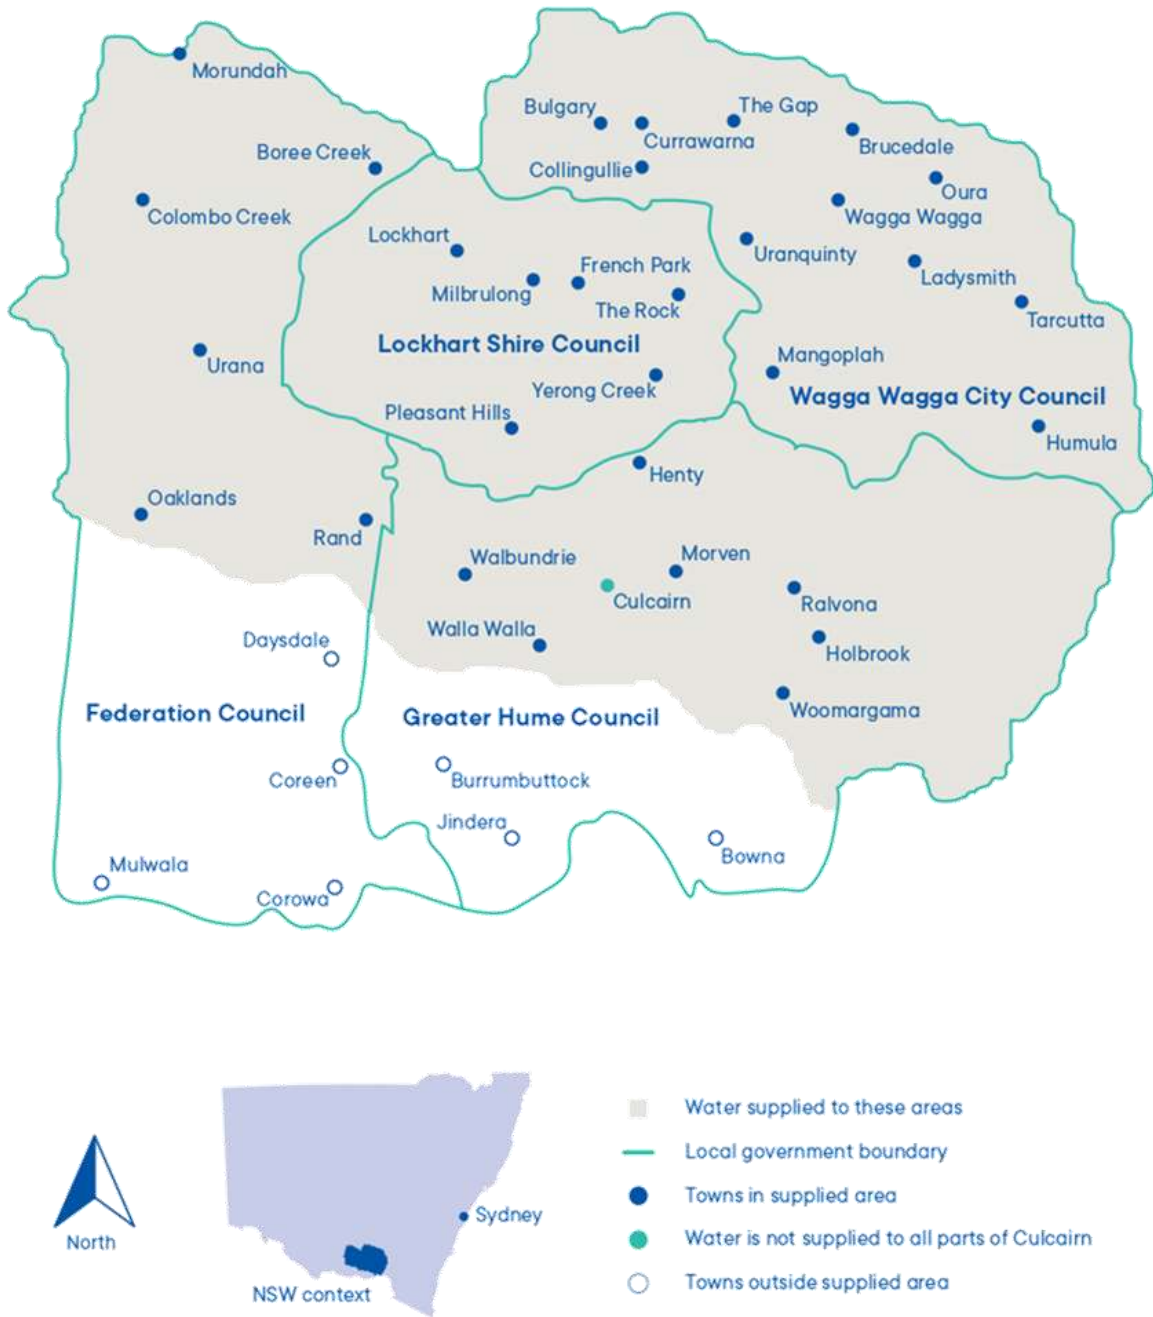 Morundah
Bulgary
The Gap
Currawarna
Brucedale
Boree Creek
Collingullie
Oura
Colombo Creek
Wagga Wagga
Lockhart
Uranquinty
French Park
Ladysmith
Milbrulong
The Rock
Tarcutta
Lockhart Shire Council
Mangoplah
Urana
Yerong Creek
Wagga Wagga City Council
Pleasant Hills
Humula
Henty
Oaklands
Rand
Walbundrie
Morven
Culcairn
Ralvona
Walla Walla
Daysdale
Holbrook
Woomargama
Federation Council
Greater Hume Council
Coreen
Burrumbuttock
Jindera
Bowna
Mulwala
Corowa
Water supplied to these areas
Local government boundary
Towns in supplied area
Sydney
Water is not supplied to all parts of Culcairn
North
Towns outside supplied area
NSW context